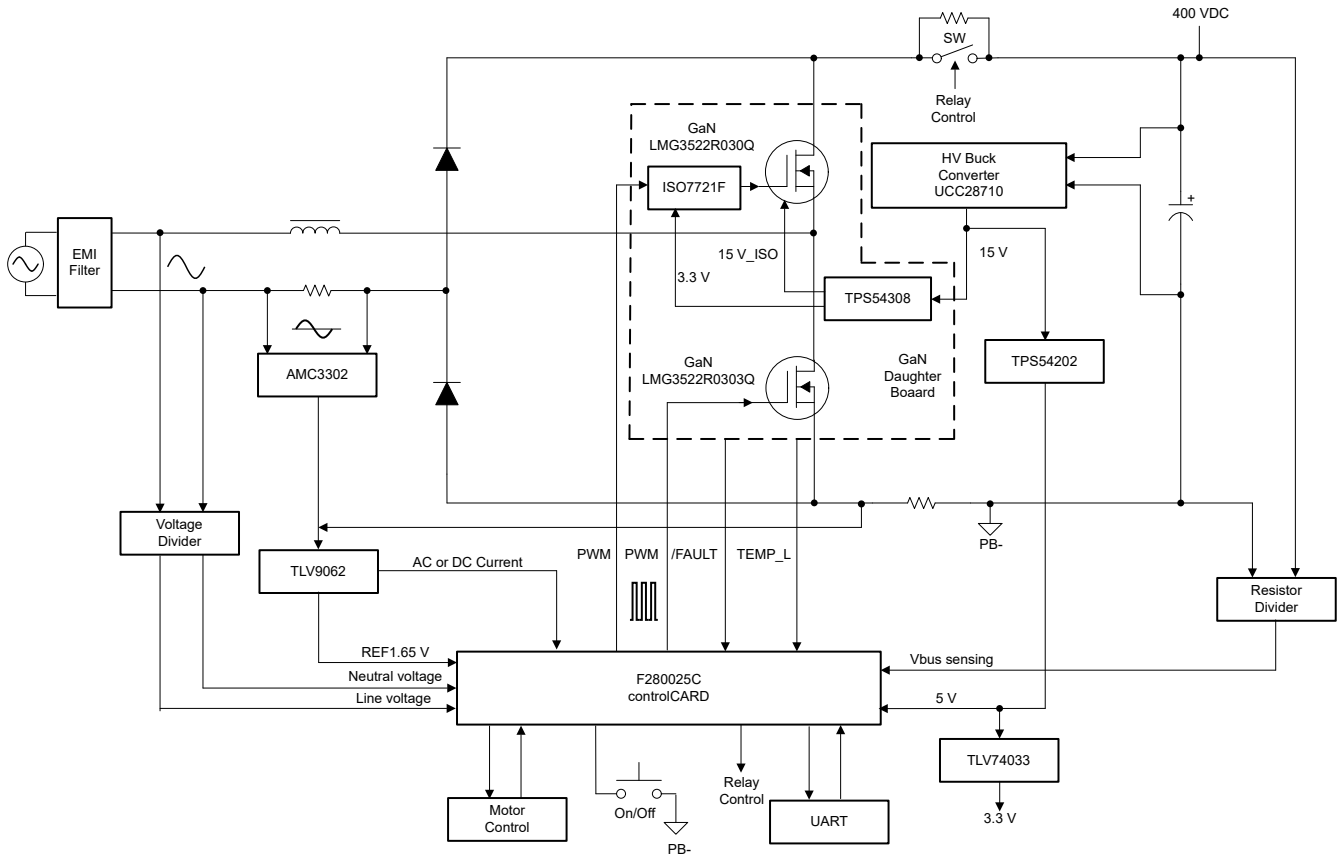 400 VDC
SW
Relay
Control
GaN
LMG3522R030Q
ISO7721F
HV Buck
Converter
UCC28710
+
EMI
Filter
15 V_ISO
3.3 V
15 V
TPS54308
GaN
LMG3522R0303Q
GaN
Daughter
Boaard
TPS54202
AMC3302
Voltage
Divider
TLV9062
AC or DC Current
PWM
PWM
/FAULT
TEMP_L
PB-
Resistor
Divider
REF1.65 V
Neutral voltage
Line voltage
F280025C
controlCARD
Vbus sensing
5 V
TLV74033
3.3 V
Motor
Control
On/Off
PB-
Relay
Control
UART